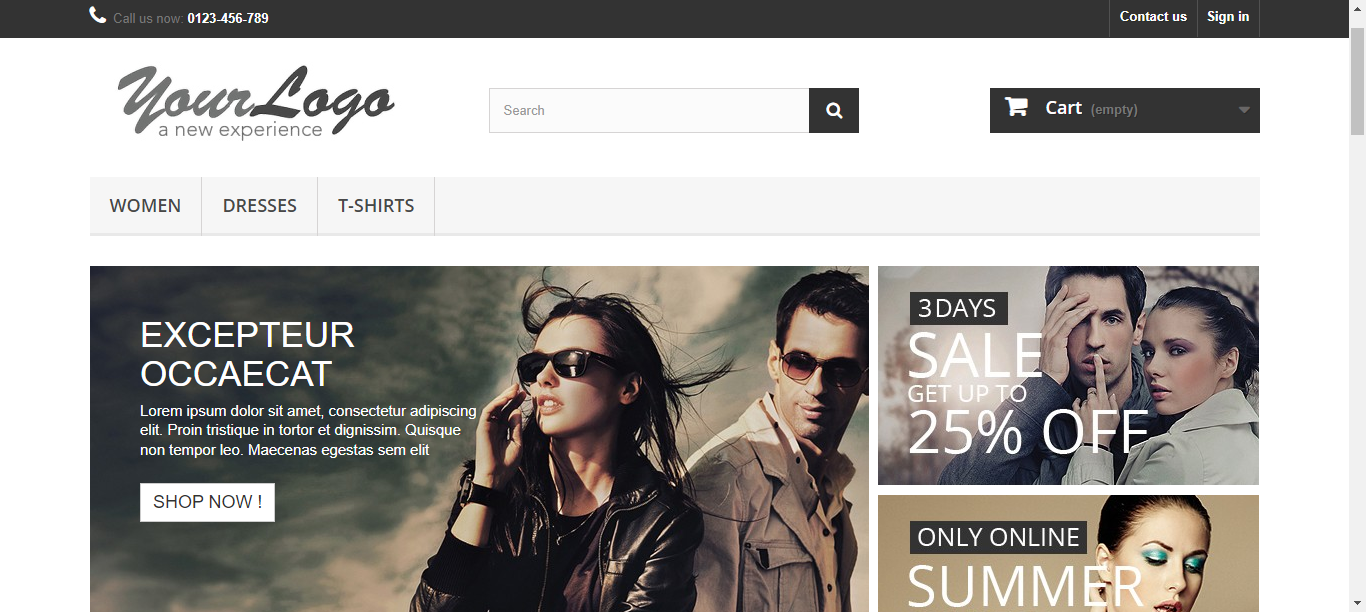 Call us now: 0123-456-789
Contact us
Sign in
YourLogo
a new experience
Search
Cart (empty)
WOMEN
DRESSES
T-SHIRTS
EXCEPTEUR
OCCAECAT
Lorem ipsum dolor sit amet, consectetur adipiscing
elit. Proin tristique in tortor et dignissim. Quisque
non tempor leo. Maecenas egestas sem elit
SHOP NOW !
3 DAYS
SALE
GET UP TO
25% OFF
ONLY ONLINE
SUMMER